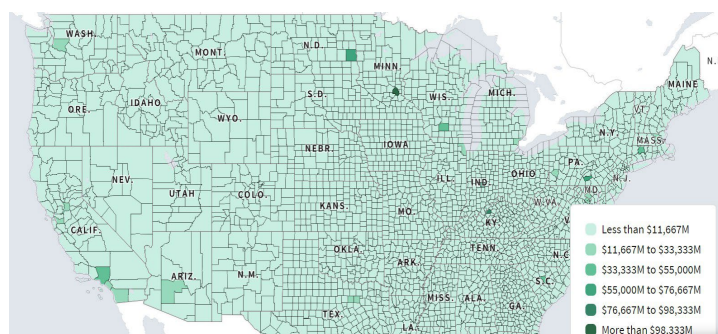 WASH.
N.D.
MONT.
MINN.
MAINE
N.
S.D.
WIS.
MICH.
VT.
ORE.
IDAHO
WYO.
N.Y.
MASS.
NEBR.
IOWA
PA.
N.J.
NEV.
UTAH
COLO.
ILL.
IND.
OHIO
MD.
KANS.
MO.
W.VA.
V
CALIF.
KY.
OKLA.
TENN.
N.C.
ARIZ.
N.M.
ARK.
S.C.
MISS.
ALA.
GA.
TEX.
LA.
Less than $11,667M
$11,667M to $33,333M
$33,333M to $55,000M
$55,000M to $76,667M
$76,667M to $98,333M
More than $98,333M